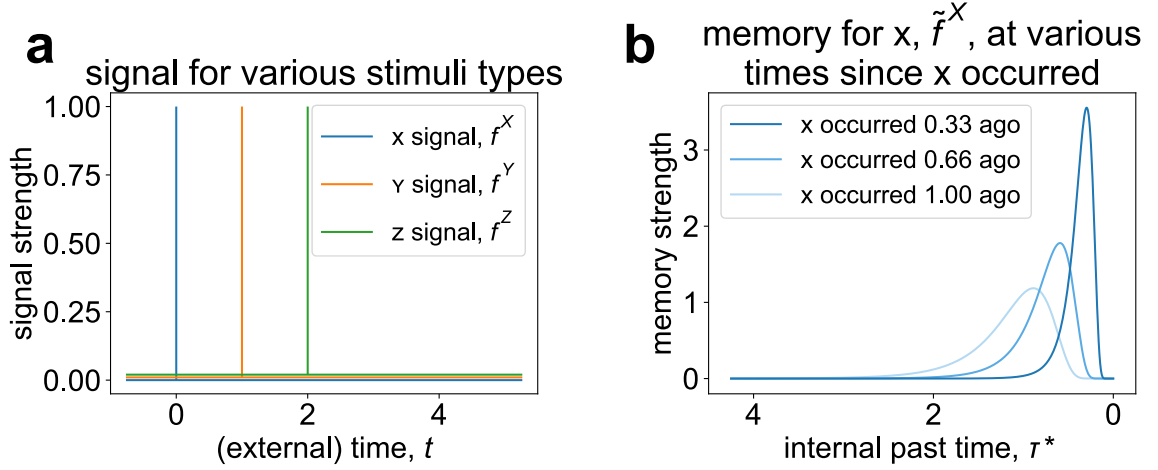 a
signal for various stimuli types
1.00
0.75
0.50
0.25
0.00
signal strength
x signal, f^X
Y signal, f^Y
z signal, f^Z
0
2
4
(external) time, t
b
memory for x, f̃^X, at various
times since x occurred
3
2
1
0
memory strength
x occurred 0.33 ago
x occurred 0.66 ago
x occurred 1.00 ago
4
2
0
internal past time, τ*